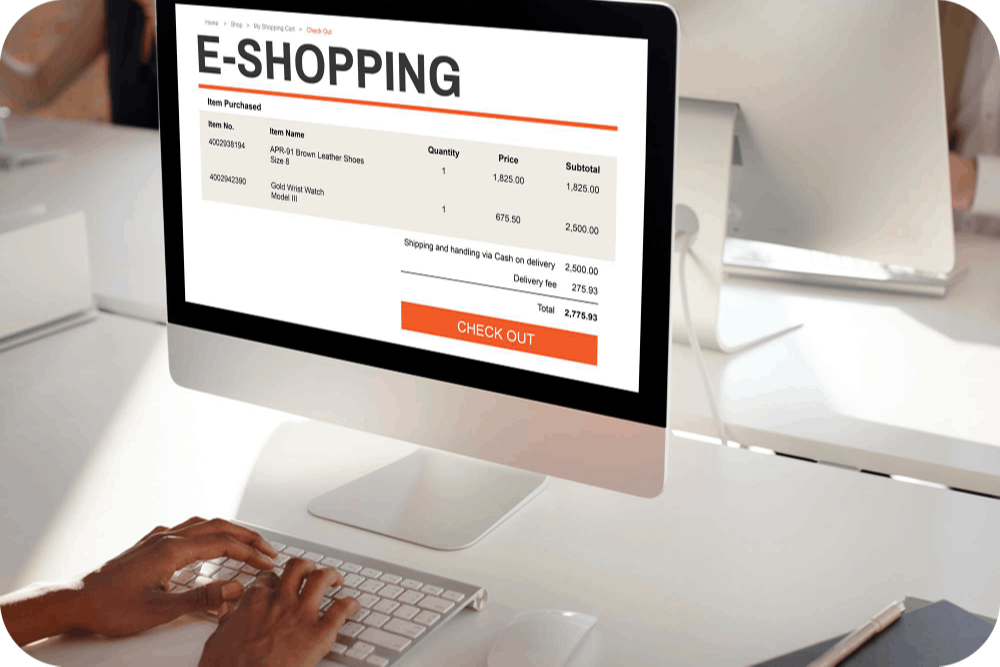 Home > Shop > My Shopping Cart > Check Out
E-SHOPPING
Item Purchased
Item No. Item Name Quantity Price Subtotal
4002938194 APR-91 Brown Leather Shoes 1 1,825.00 1,825.00
Size 8
4002942390 Gold Wrist Watch 1 675.50 2,500.00
Model III
Shipping and handling via Cash on delivery 2,500.00
Delivery fee 275.93
Total 2,775.93
CHECK OUT